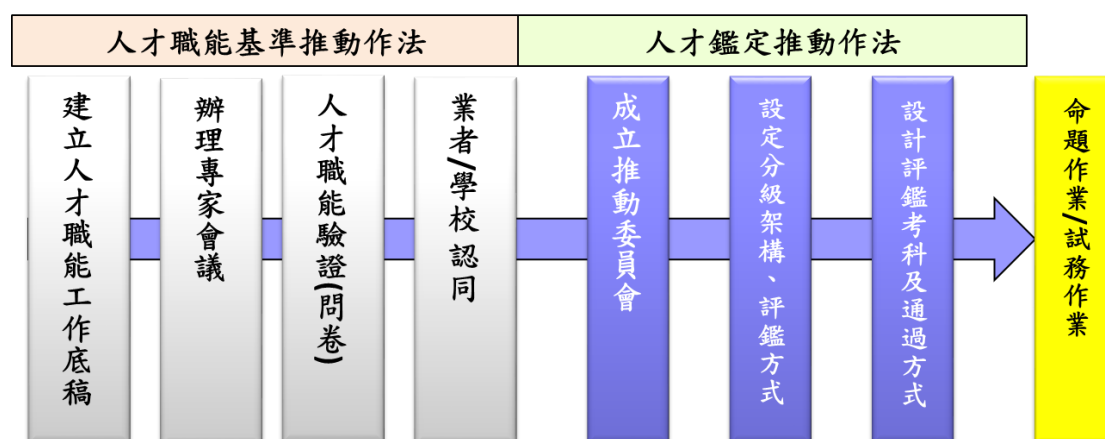 人才職能基準推動作法
人才鑑定推動作法
建立人才職能工作底稿
辦理專家會議
人才職能驗證(問卷)
業者/學校認同
成立推動委員會
設定分級架構、評鑑方式
設計評鑑考科及通過方式
命題作業/試務作業